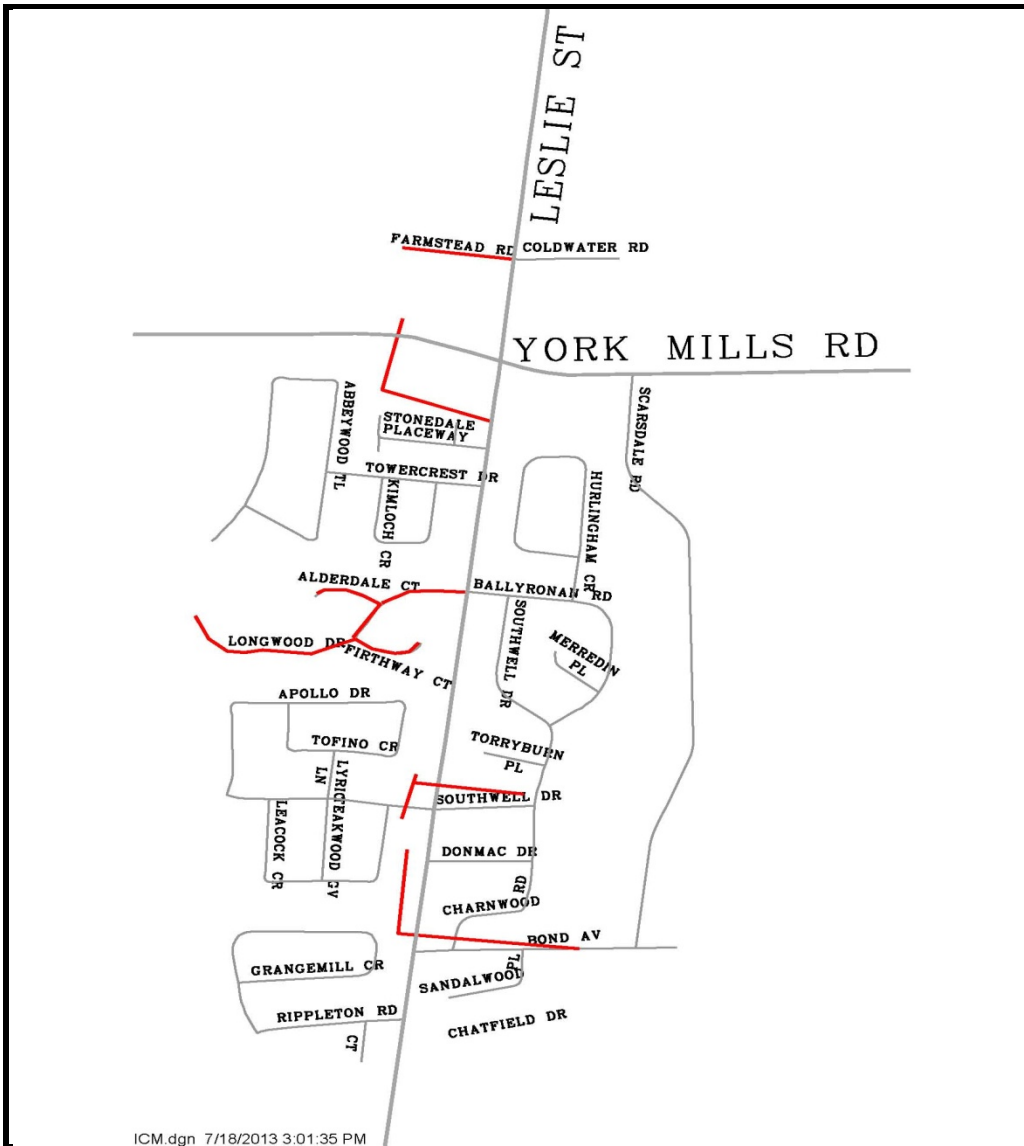 LESLIE ST
FARMSTEAD RD
COLDWATER RD
YORK MILLS RD
ABBEYWOOD TL
STONEDALE
PLACEWAY
SCARSDALE RD
TOWERCREST DR
KIMLOCH CR
HURLINGHAM CR
ALDERDALE CT
BALLYRONAN RD
SOUTHWELL DR
LONGWOOD DR
FIRTHWAY CT
MERREDIN
PL
APOLLO DR
TOFINO CR
TORRYBURN
PL
LYRIC
LN
TEAKWOOD GV
LEACOCK CR
SOUTHWELL DR
DONMAC DR
CHARNWOOD
RD
BOND AV
GRANGEMILL CR
SANDALWOOD
PL
RIPPLETON RD
CT
CHATFIELD DR
ICM.dgn 7/18/2013 3:01:35 PM